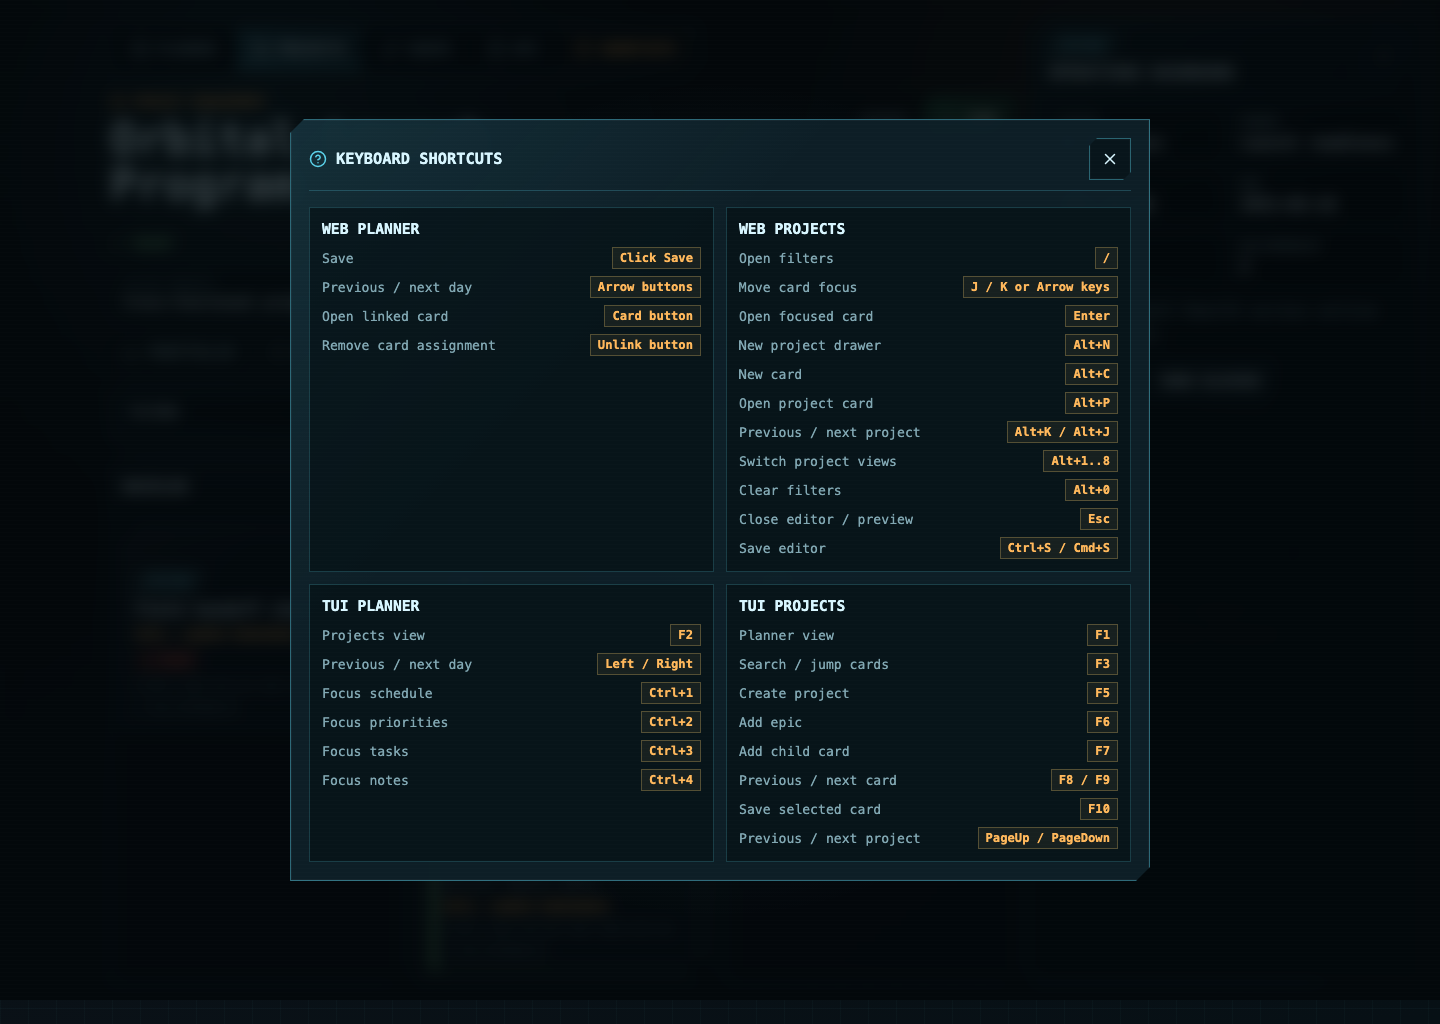 KEYBOARD SHORTCUTS
WEB PLANNER
Save Click Save
Previous / next day Arrow buttons
Open linked card Card button
Remove card assignment Unlink button
WEB PROJECTS
Open filters /
Move card focus J / K or Arrow keys
Open focused card Enter
New project drawer Alt+N
New card Alt+C
Open project card Alt+P
Previous / next project Alt+K / Alt+J
Switch project views Alt+1..8
Clear filters Alt+0
Close editor / preview Esc
Save editor Ctrl+S / Cmd+S
TUI PLANNER
Projects view F2
Previous / next day Left / Right
Focus schedule Ctrl+1
Focus priorities Ctrl+2
Focus tasks Ctrl+3
Focus notes Ctrl+4
TUI PROJECTS
Planner view F1
Search / jump cards F3
Create project F5
Add epic F6
Add child card F7
Previous / next card F8 / F9
Save selected card F10
Previous / next project PageUp / PageDown